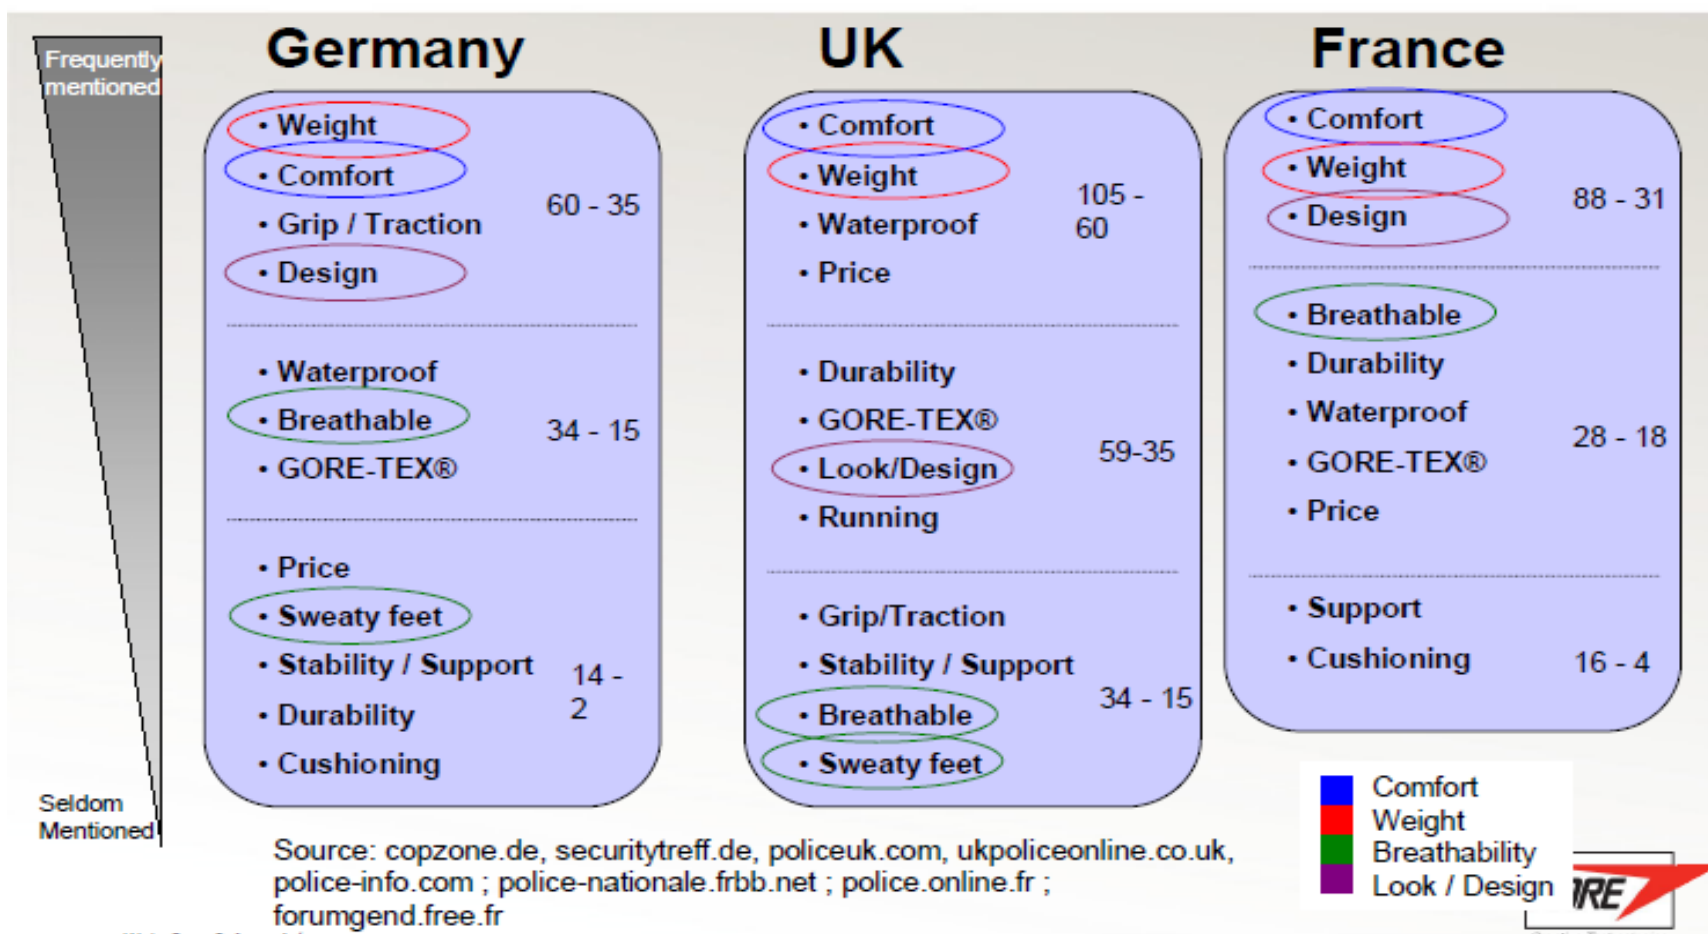 Germany
UK
France
Frequently
mentioned
Seldom
Mentioned
• Weight
• Comfort
• Grip / Traction
• Design
60 - 35
• Waterproof
• Breathable
• GORE-TEX®
34 - 15
• Price
• Sweaty feet
• Stability / Support
• Durability
• Cushioning
14 -
2
• Comfort
• Weight
• Waterproof
• Price
105 -
60
• Durability
• GORE-TEX®
• Look/Design
• Running
59-35
• Grip/Traction
• Stability / Support
• Breathable
• Sweaty feet
34 - 15
• Comfort
• Weight
• Design
88 - 31
• Breathable
• Durability
• Waterproof
• GORE-TEX®
• Price
28 - 18
• Support
• Cushioning
16 - 4
Comfort
Weight
Breathability
Look / Design
Source: copzone.de, securitytreff.de, policeuk.com, ukpoliceonline.co.uk,
police-info.com ; police-nationale.frbb.net ; police.online.fr ;
forumgend.free.fr